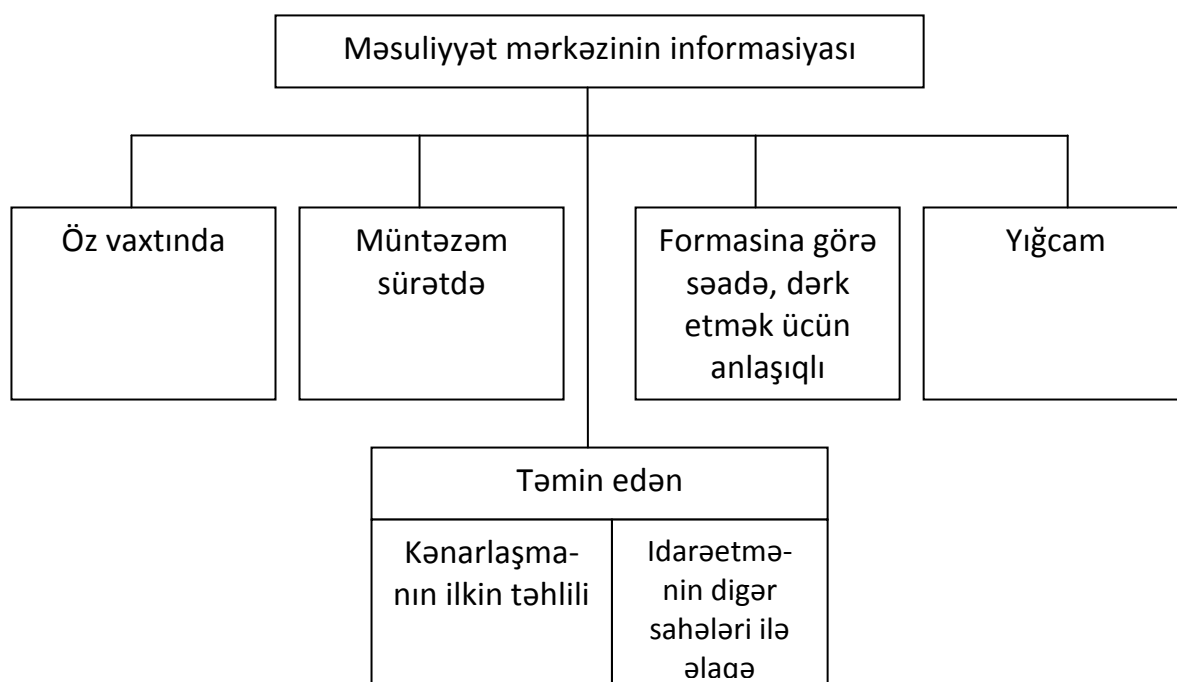 Məsuliyyət mərkəzinin informasiyası
Öz vaxtında
Müntəzəm
sürətdə
Formasina görə
səadə, dərk
etmək ücün
anlaşıqlı
Yığcam
Təmin edən
Kənarlaşma-
nın ilkin təhlili
Idarəetmə-
nin digər
sahələri ilə
əlaqə